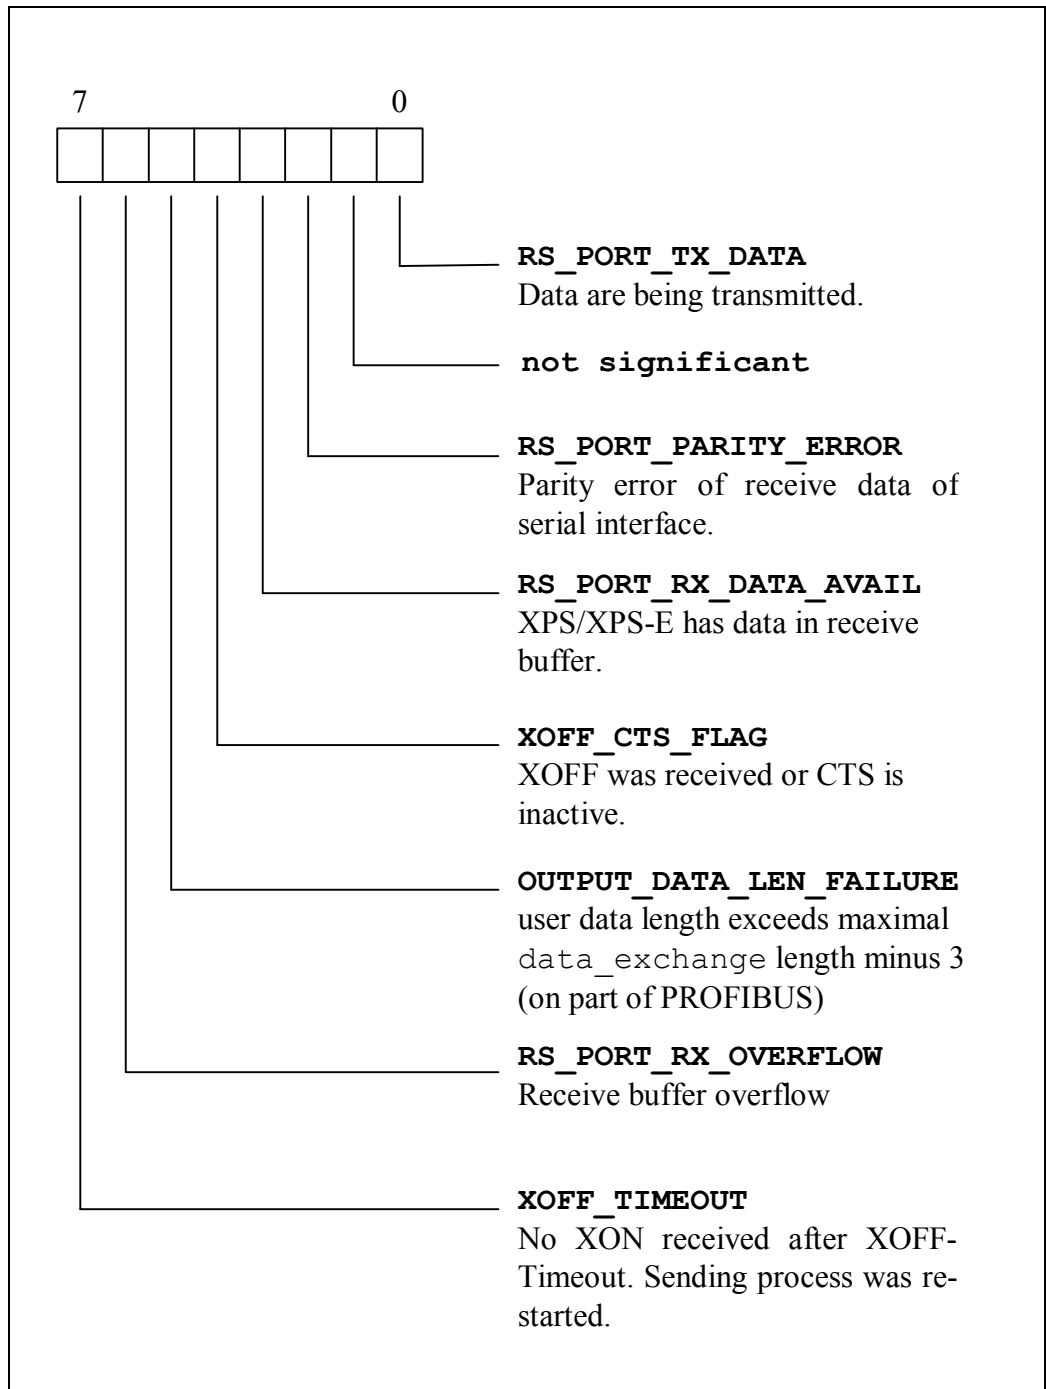 7 0
RS_PORT_TX_DATA
Data are being transmitted.
not significant
RS_PORT_PARITY_ERROR
Parity error of receive data of
serial interface.
RS_PORT_RX_DATA_AVAIL
XPS/XPS-E has data in receive
buffer.
XOFF_CTS_FLAG
XOFF was received or CTS is
inactive.
OUTPUT_DATA_LEN_FAILURE
user data length exceeds maximal
data_exchange length minus 3
(on part of PROFIBUS)
RS_PORT_RX_OVERFLOW
Receive buffer overflow
XOFF_TIMEOUT
No XON received after XOFF-
Timeout. Sending process was re-
started.